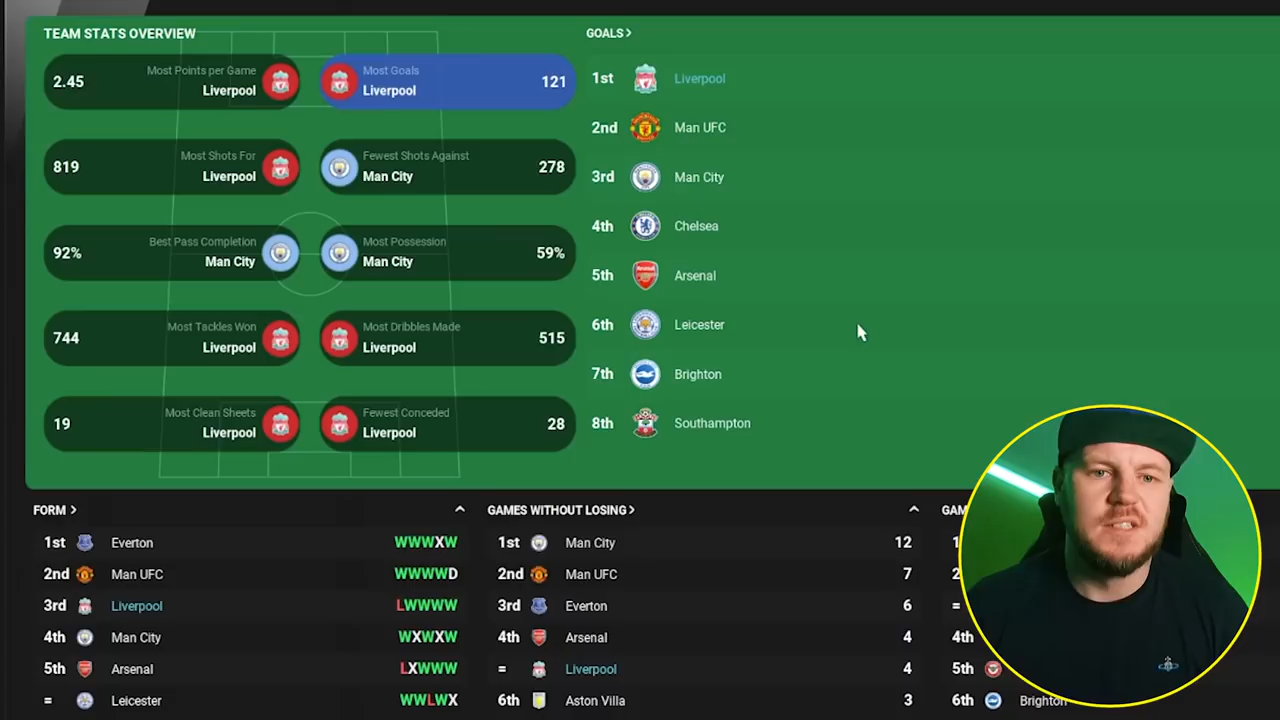 TEAM STATS OVERVIEW
2.45 Most Points per Game Liverpool
Most Goals Liverpool 121
819 Most Shots For Liverpool
Fewest Shots Against Man City 278
92% Best Pass Completion Man City
Most Possession Man City 59%
744 Most Tackles Won Liverpool
Most Dribbles Made Liverpool 515
19 Most Clean Sheets Liverpool
Fewest Conceded Liverpool 28
GOALS >
1st Liverpool
2nd Man UFC
3rd Man City
4th Chelsea
5th Arsenal
6th Leicester
7th Brighton
8th Southampton
FORM >
1st Everton WWWXW
2nd Man UFC WWWWD
3rd Liverpool LWWWW
4th Man City WXWXW
5th Arsenal LXWWW
= Leicester WWLWX
GAMES WITHOUT LOSING >
1st Man City 12
2nd Man UFC 7
3rd Everton 6
4th Arsenal 4
= Liverpool 4
6th Aston Villa 3
GAM
1
2
=
4th
5th
6th Brighton